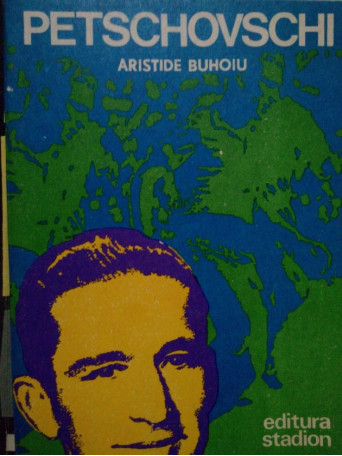 PETSCHOVSCHI
ARISTIDE BUHOIU
editura
stadion